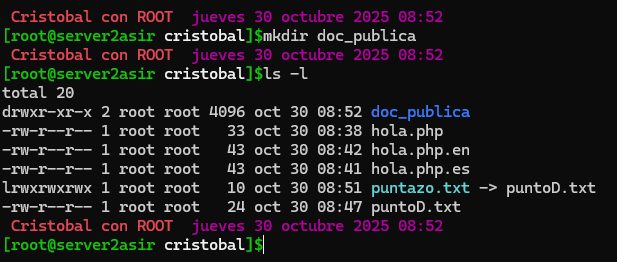 Cristobal con ROOT jueves 30 octubre 2025 08:52
[root@server2asir cristobal]$mkdir doc_publica
Cristobal con ROOT jueves 30 octubre 2025 08:52
[root@server2asir cristobal]$ls -l
total 20
drwxr-xr-x 2 root root 4096 oct 30 08:52 doc_publica
-rw-r--r-- 1 root root   33 oct 30 08:38 hola.php
-rw-r--r-- 1 root root   43 oct 30 08:42 hola.php.en
-rw-r--r-- 1 root root   43 oct 30 08:41 hola.php.es
lrwxrwxrwx 1 root root   10 oct 30 08:51 puntazo.txt -> puntoD.txt
-rw-r--r-- 1 root root   24 oct 30 08:47 puntoD.txt
Cristobal con ROOT jueves 30 octubre 2025 08:52
[root@server2asir cristobal]$